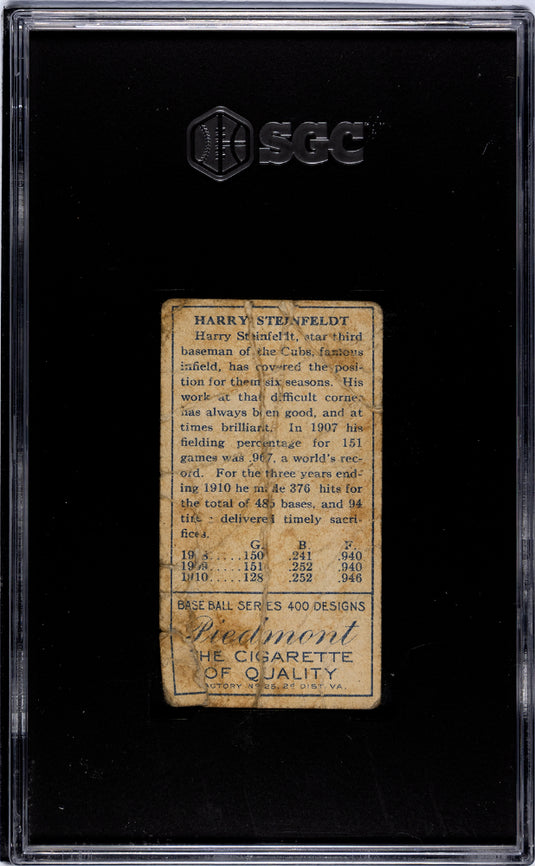 SGC
HARRY STEINFELDT
Harry Steinfeldt, star third
baseman of the Cubs, famous
infield, has covered the posi-
tion for them six seasons. His
work at that difficult corner
has always been good, and at
times brilliant. In 1907 his
fielding percentage for 151
games was .967, a world's rec-
ord. For the three years end-
ing 1910 he made 376 hits for
the total of 485 bases, and 94
times delivered timely sacri-
fices.
G. B. F.
1908.....150 .241 .940
1909.....151 .252 .940
1910.....128 .252 .946
BASE BALL SERIES 400 DESIGNS
Piedmont
THE CIGARETTE
OF QUALITY
FACTORY No 25, 2D DIST. VA.